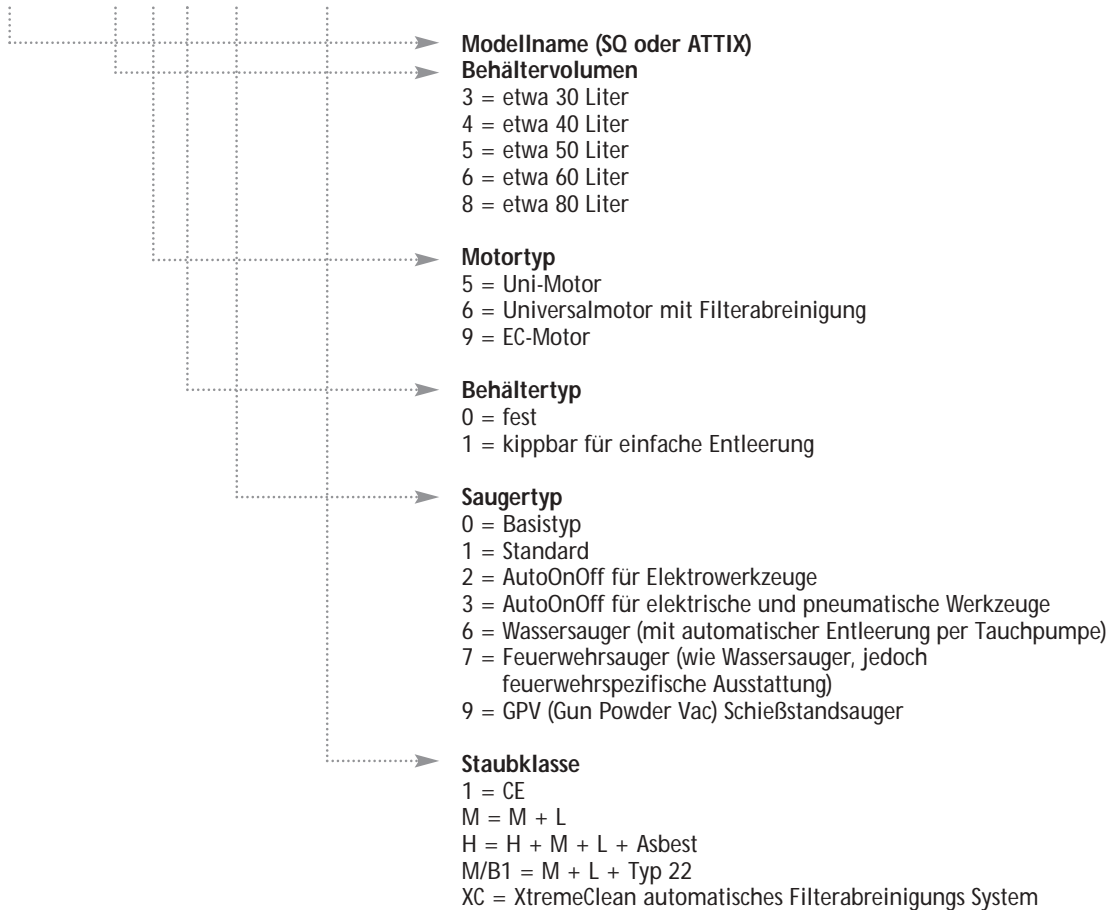 Modellname (SQ oder ATTIX)
Behältervolumen
3 = etwa 30 Liter
4 = etwa 40 Liter
5 = etwa 50 Liter
6 = etwa 60 Liter
8 = etwa 80 Liter
Motortyp
5 = Uni-Motor
6 = Universalmotor mit Filterabreinigung
9 = EC-Motor
Behältertyp
0 = fest
1 = kippbar für einfache Entleerung
Saugertyp
0 = Basistyp
1 = Standard
2 = AutoOnOff für Elektrowerkzeuge
3 = AutoOnOff für elektrische und pneumatische Werkzeuge
6 = Wassersauger (mit automatischer Entleerung per Tauchpumpe)
7 = Feuerwehrsauger (wie Wassersauger, jedoch
feuerwehrspezifische Ausstattung)
9 = GPV (Gun Powder Vac) Schießstandsauger
Staubklasse
1 = CE
M = M + L
H = H + M + L + Asbest
M/B1 = M + L + Typ 22
XC = XtremeClean automatisches Filterabreinigungs System